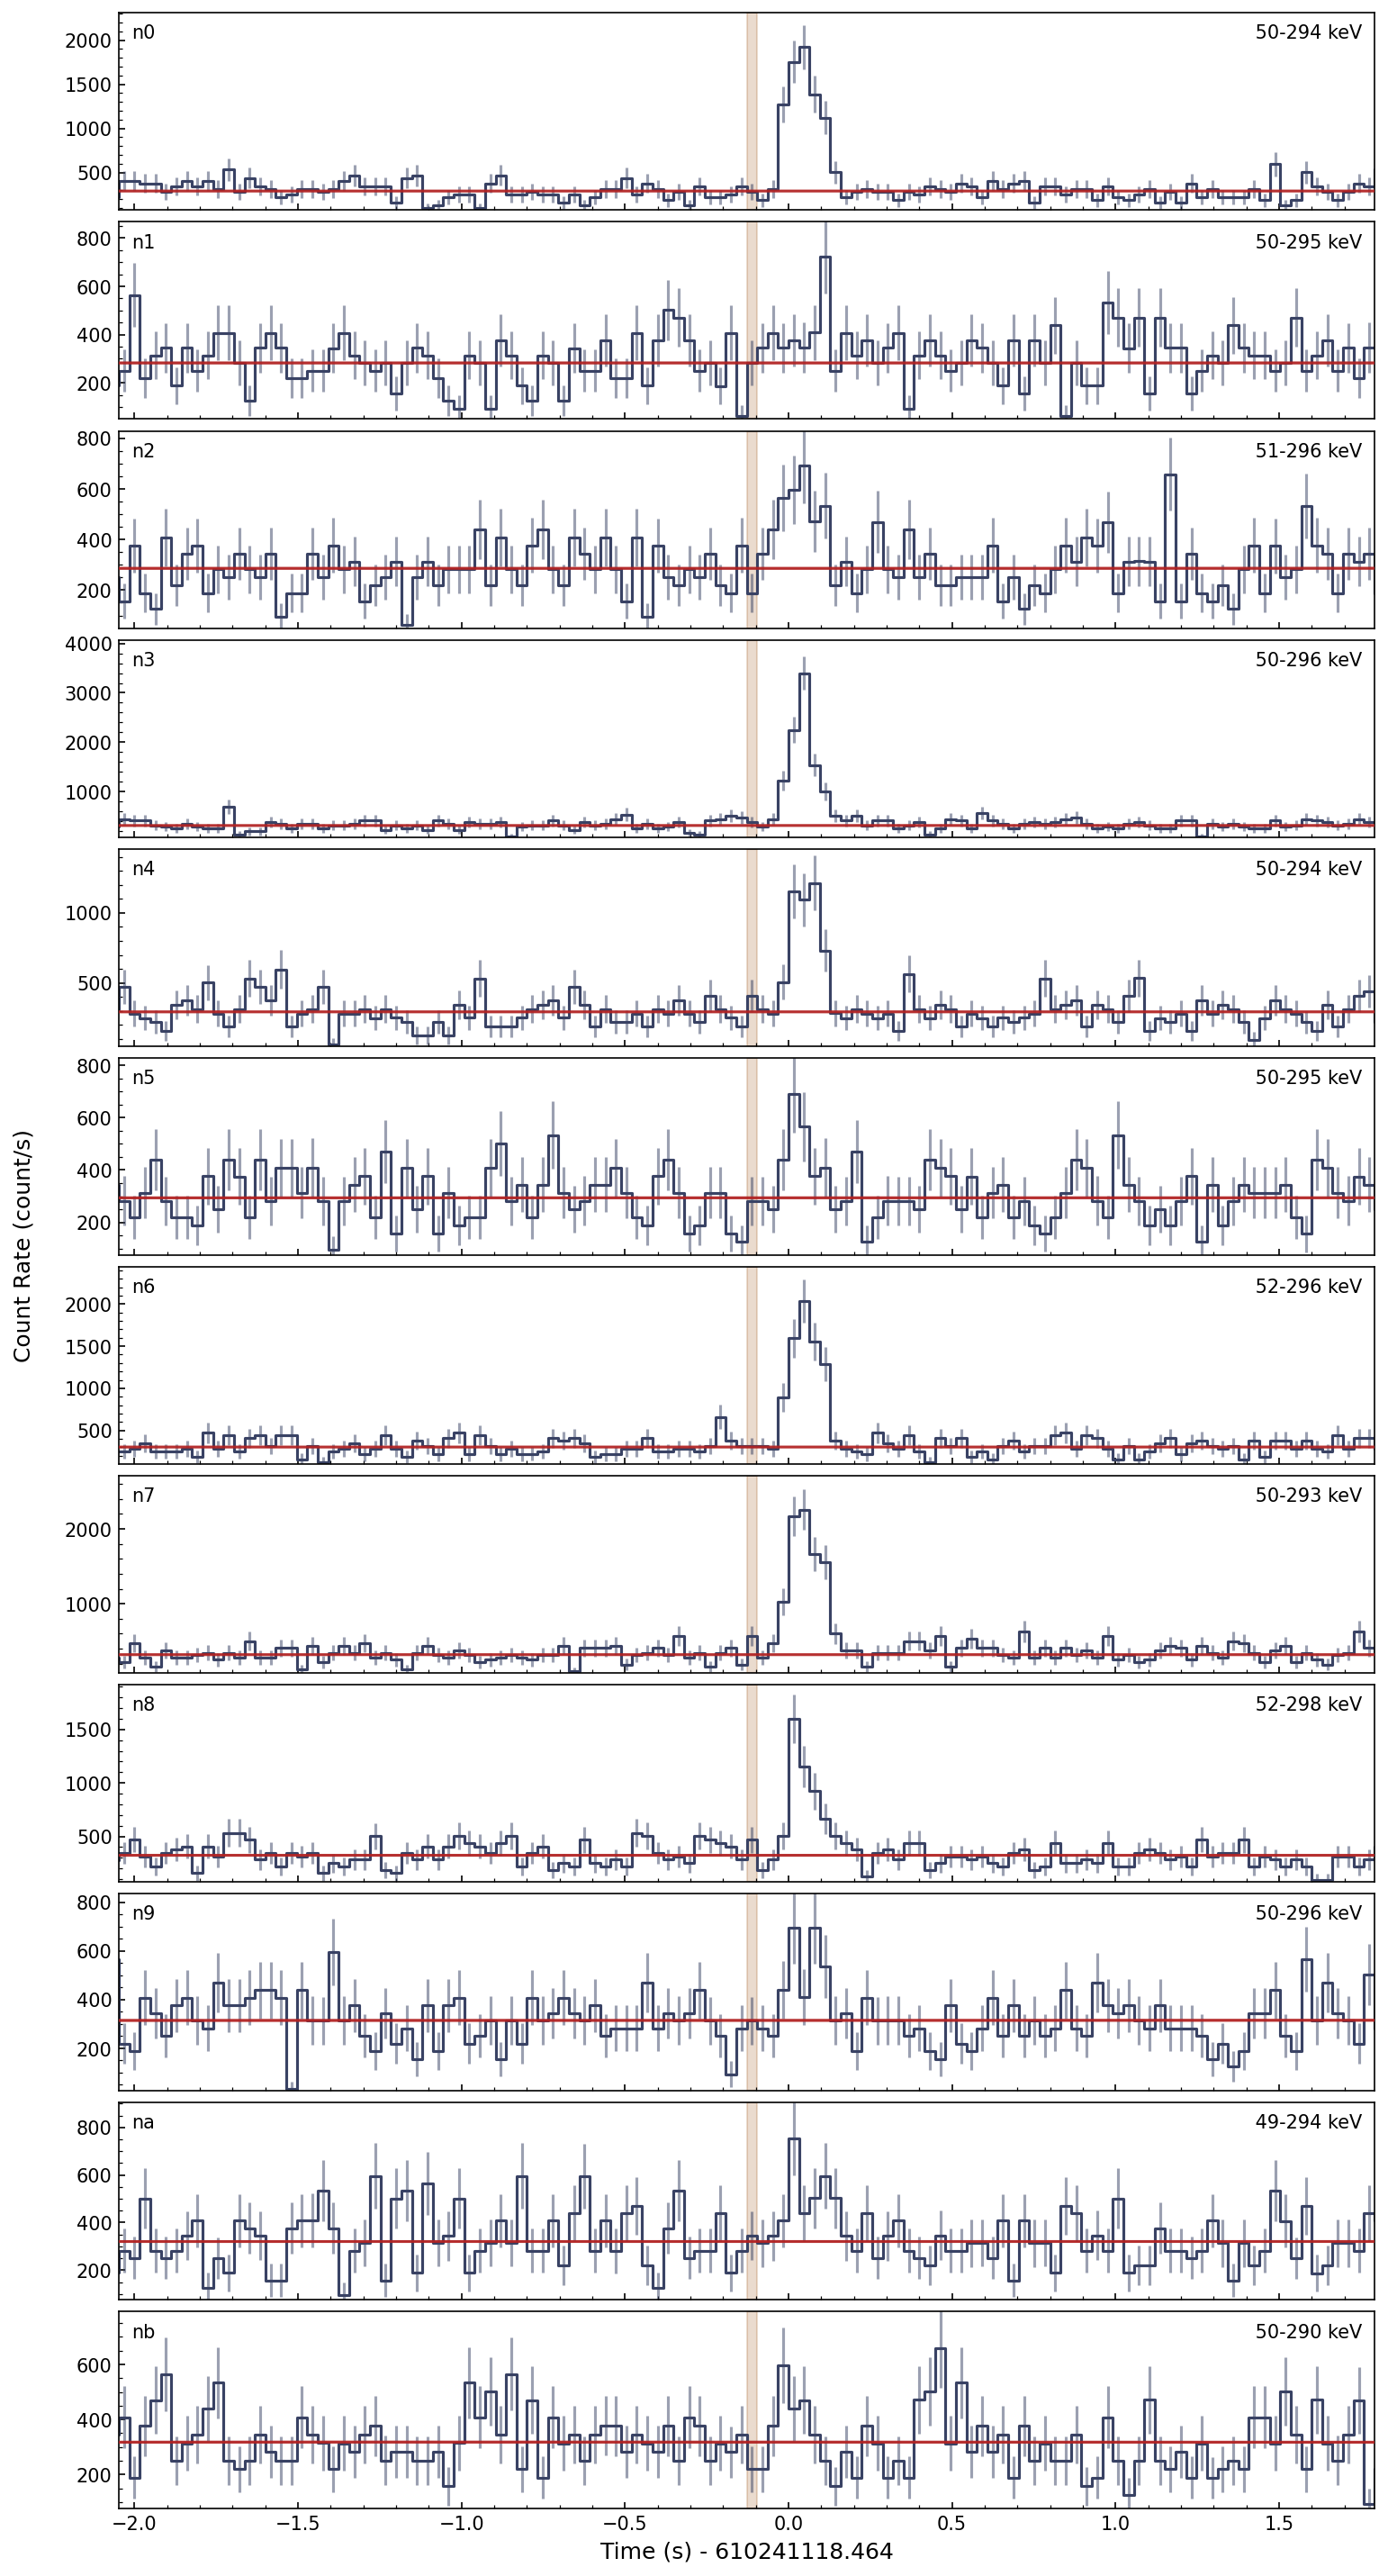 n0 50-294 keV
2000
1500
1000
500
n1 50-295 keV
800
600
400
200
n2 51-296 keV
800
600
400
200
n3 50-296 keV
4000
3000
2000
1000
n4 50-294 keV
1000
500
n5 50-295 keV
800
600
400
200
n6 52-296 keV
2000
1500
1000
500
n7 50-293 keV
2000
1000
n8 52-298 keV
1500
1000
500
n9 50-296 keV
800
600
400
200
na 49-294 keV
800
600
400
200
nb 50-290 keV
600
400
200
Count Rate (count/s)
−2.0 −1.5 −1.0 −0.5 0.0 0.5 1.0 1.5
Time (s) - 610241118.464